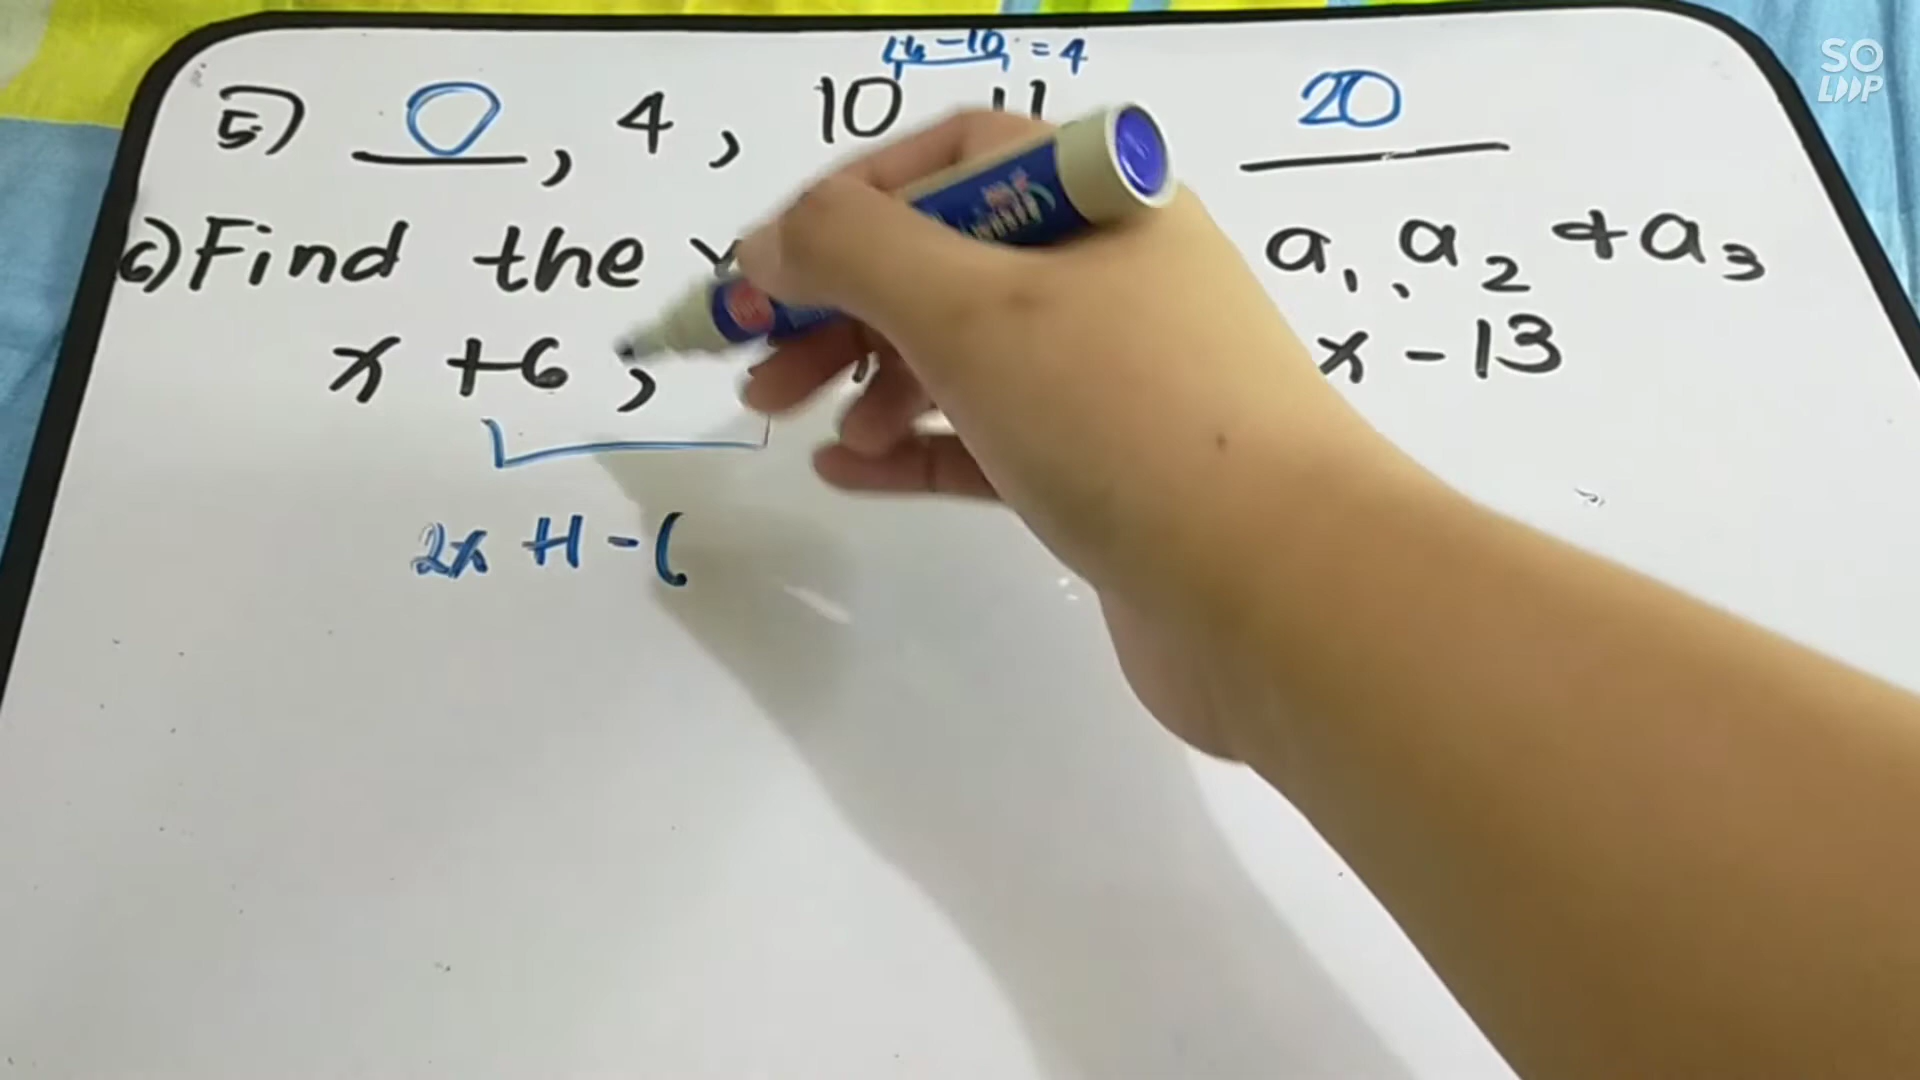 16-10 = 4
5) 0, 4, 10 20
6) Find the a₁, a₂ + a₃
x + 6, x - 13
2x + 1 - (
SO LOOP